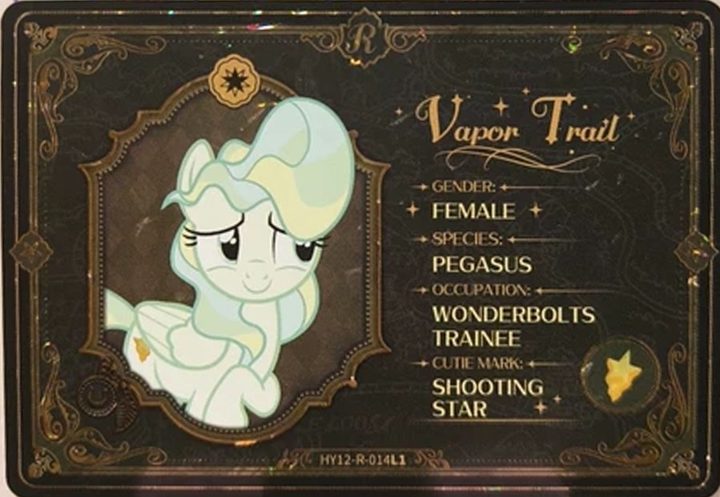 R
Vapor Trail
GENDER:
FEMALE
SPECIES:
PEGASUS
OCCUPATION:
WONDERBOLTS
TRAINEE
CUTIE MARK:
SHOOTING
STAR
HY12-R-014L1